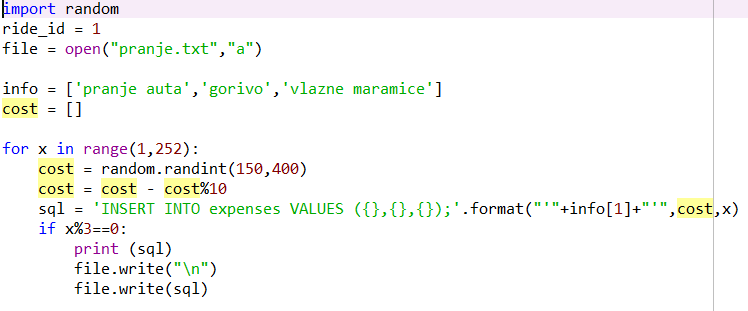 import random
ride_id = 1
file = open("pranje.txt","a")
info = ['pranje auta','gorivo','vlazne maramice']
cost = []
for x in range(1,252):
    cost = random.randint(150,400)
    cost = cost - cost%10
    sql = 'INSERT INTO expenses VALUES ({},{},{});'.format("'"+info[1]+"'",cost,x)
    if x%3==0:
        print (sql)
        file.write("\n")
        file.write(sql)